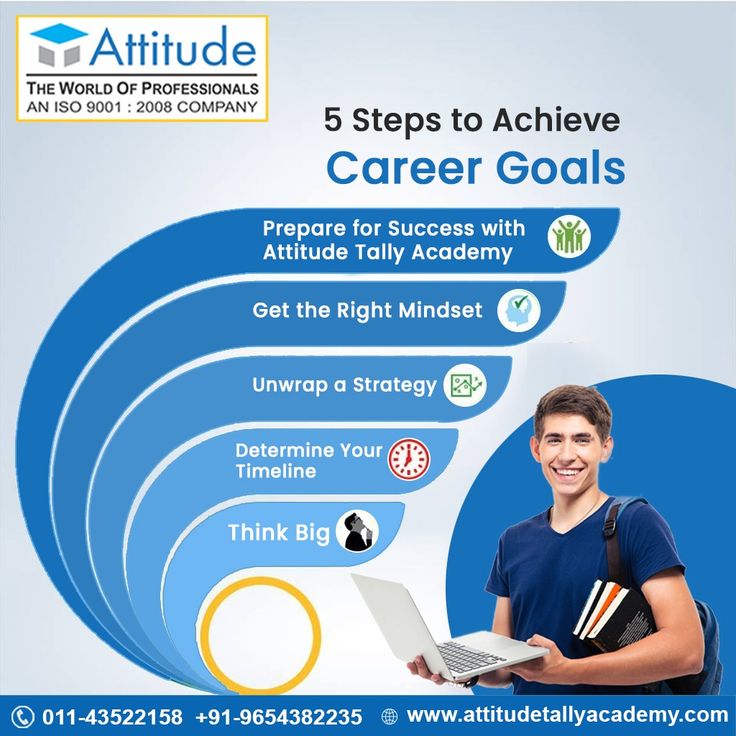 Attitude
THE WORLD OF PROFESSIONALS
AN ISO 9001 : 2008 COMPANY
5 Steps to Achieve
Career Goals
Prepare for Success with
Attitude Tally Academy
Get the Right Mindset
Unwrap a Strategy
Determine Your
Timeline
Think Big
011-43522158 +91-9654382235 www.attitudetallyacademy.com